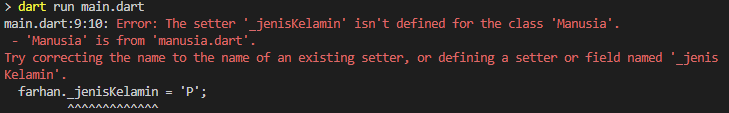 > dart run main.dart
main.dart:9:10: Error: The setter '_jenisKelamin' isn't defined for the class 'Manusia'.
 - 'Manusia' is from 'manusia.dart'.
Try correcting the name to the name of an existing setter, or defining a setter or field named '_jenis
Kelamin'.
  farhan._jenisKelamin = 'P';
         ^^^^^^^^^^^^^